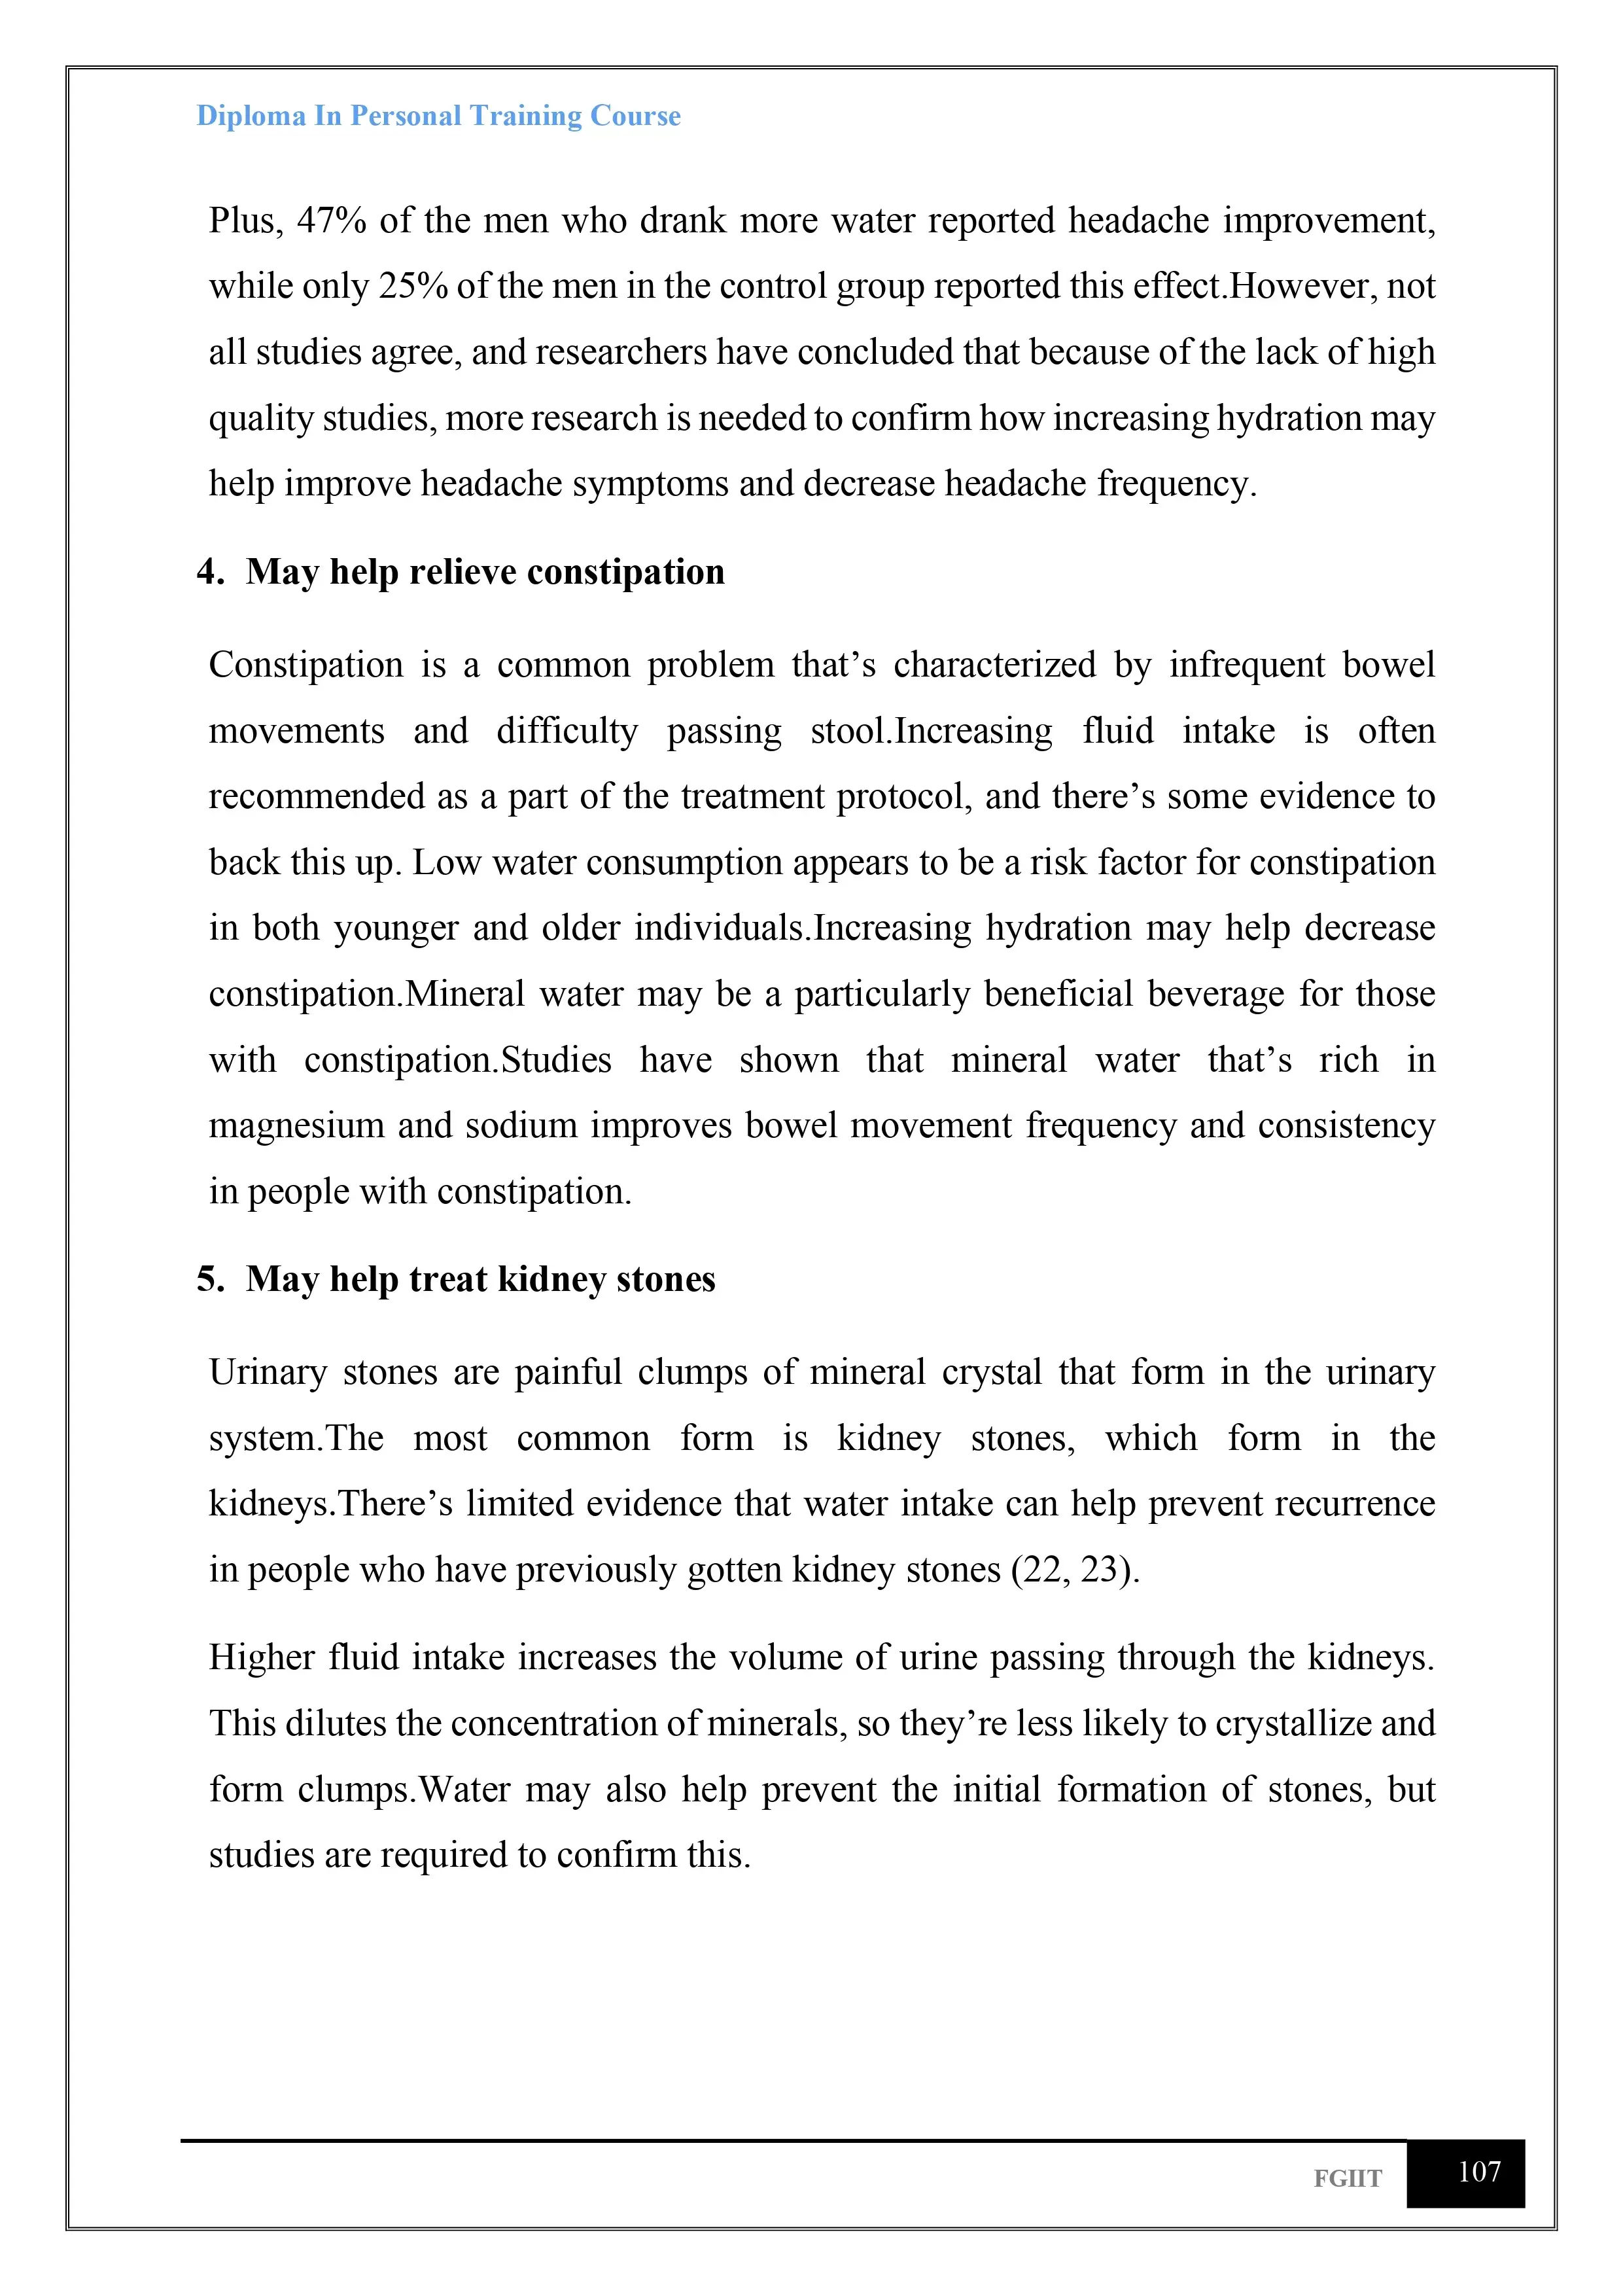 Diploma In Personal Training Course
Plus, 47% of the men who drank more water reported headache improvement,
while only 25% of the men in the control group reported this effect.However, not
all studies agree, and researchers have concluded that because of the lack of high
quality studies, more research is needed to confirm how increasing hydration may
help improve headache symptoms and decrease headache frequency.
4. May help relieve constipation
Constipation is a common problem that’s characterized by infrequent bowel
movements and difficulty passing stool.Increasing fluid intake is often
recommended as a part of the treatment protocol, and there’s some evidence to
back this up. Low water consumption appears to be a risk factor for constipation
in both younger and older individuals.Increasing hydration may help decrease
constipation.Mineral water may be a particularly beneficial beverage for those
with constipation.Studies have shown that mineral water that’s rich in
magnesium and sodium improves bowel movement frequency and consistency
in people with constipation.
5. May help treat kidney stones
Urinary stones are painful clumps of mineral crystal that form in the urinary
system.The most common form is kidney stones, which form in the
kidneys.There’s limited evidence that water intake can help prevent recurrence
in people who have previously gotten kidney stones (22, 23).
Higher fluid intake increases the volume of urine passing through the kidneys.
This dilutes the concentration of minerals, so they’re less likely to crystallize and
form clumps.Water may also help prevent the initial formation of stones, but
studies are required to confirm this.
FGIIT 107